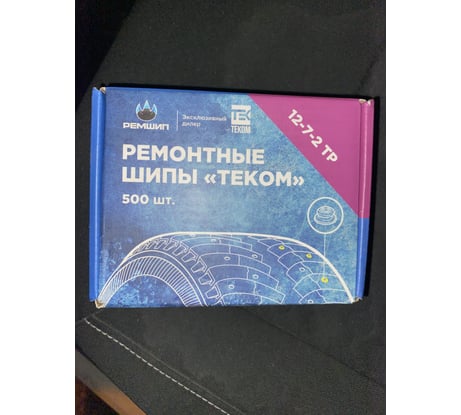 РЕМШИП
Эксклюзивный
дилер
ТЕКОМ
12-7-2 ТР
РЕМОНТНЫЕ
ШИПЫ «ТЕКОМ»
500 шт.